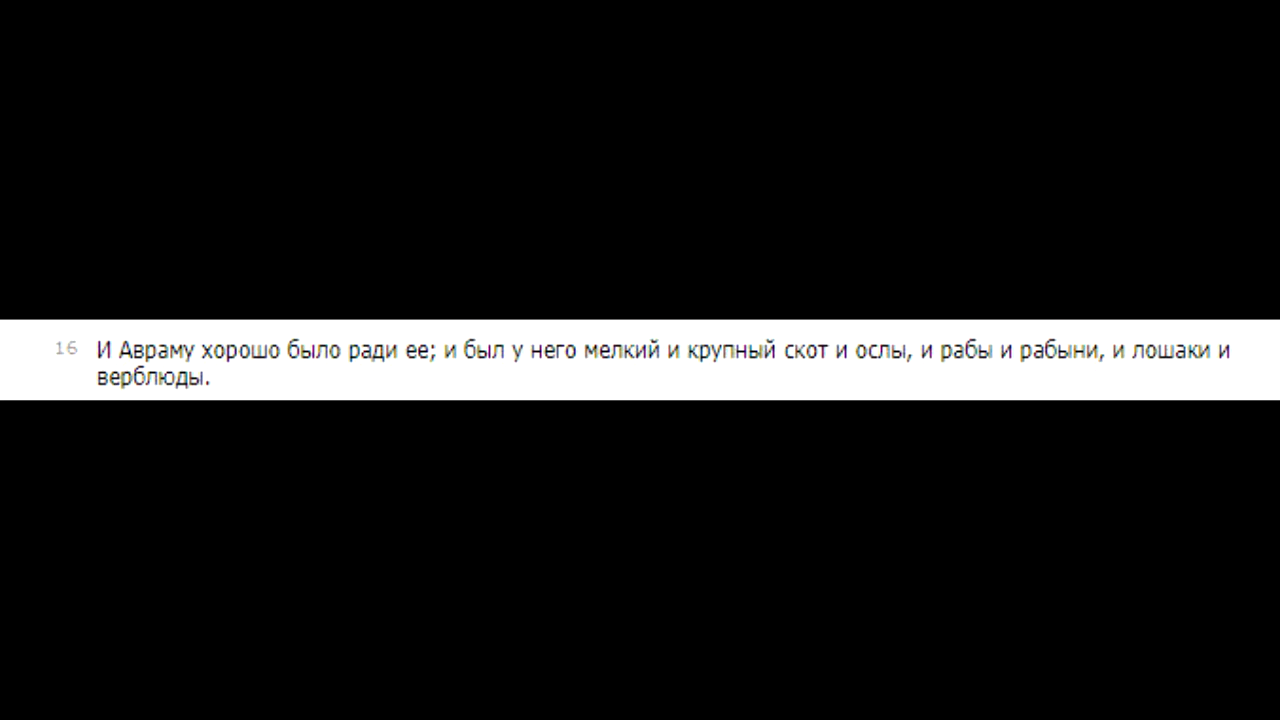 16 И Авраму хорошо было ради ее; и был у него мелкий и крупный скот и ослы, и рабы и рабыни, и лошаки и
верблюды.